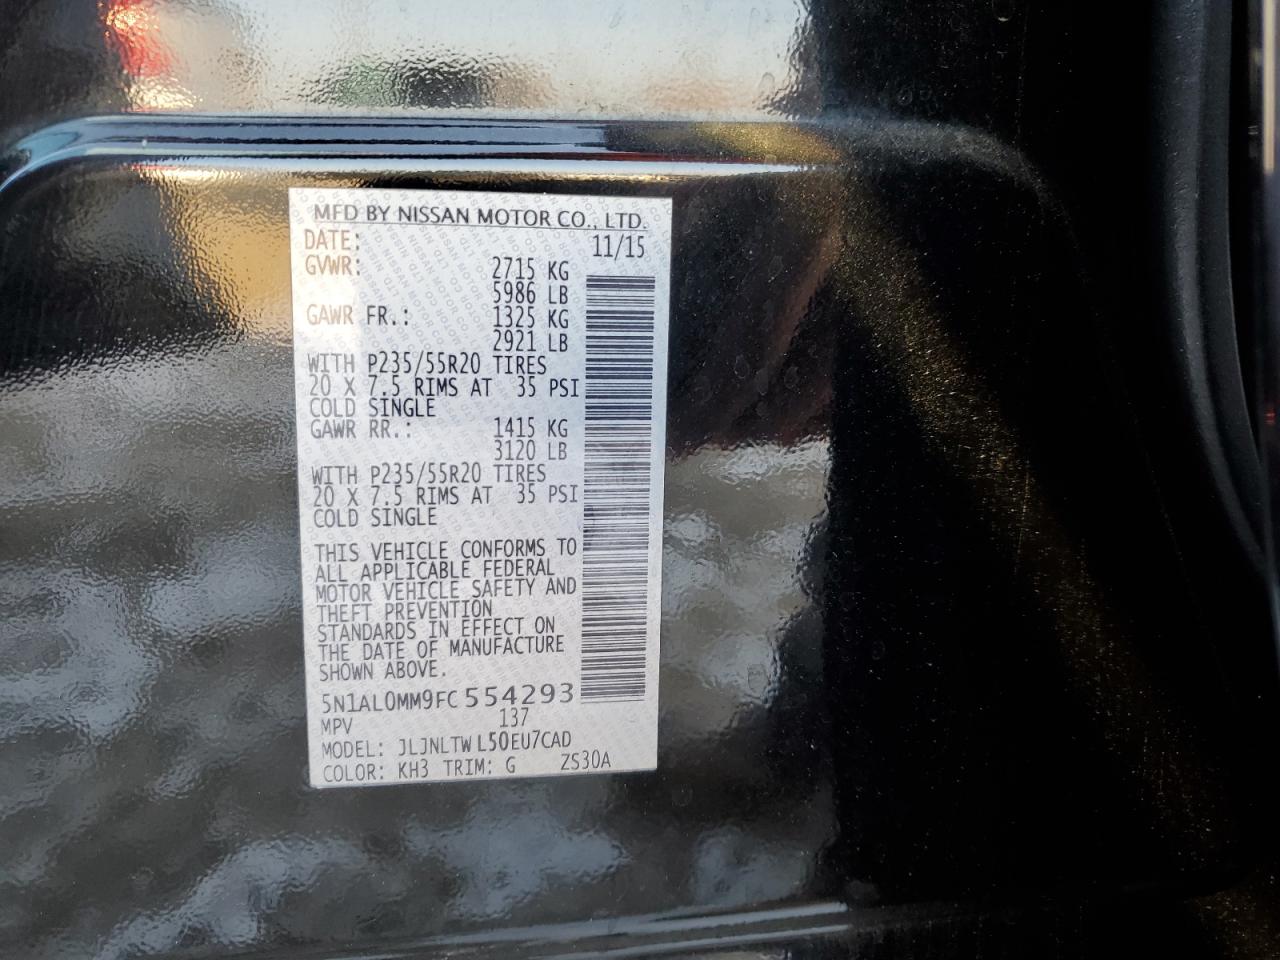 MFD BY NISSAN MOTOR CO., LTD.
DATE: 11/15
GVWR: 2715 KG
5986 LB
GAWR FR.: 1325 KG
2921 LB
WITH P235/55R20 TIRES
20 X 7.5 RIMS AT 35 PSI
COLD SINGLE
GAWR RR.: 1415 KG
3120 LB
WITH P235/55R20 TIRES
20 X 7.5 RIMS AT 35 PSI
COLD SINGLE
THIS VEHICLE CONFORMS TO
ALL APPLICABLE FEDERAL
MOTOR VEHICLE SAFETY AND
THEFT PREVENTION
STANDARDS IN EFFECT ON
THE DATE OF MANUFACTURE
SHOWN ABOVE.
5N1AL0MM9FC554293
MPV 137
MODEL: JLJNLTWL50EU7CAD
COLOR: KH3 TRIM: G ZS30A